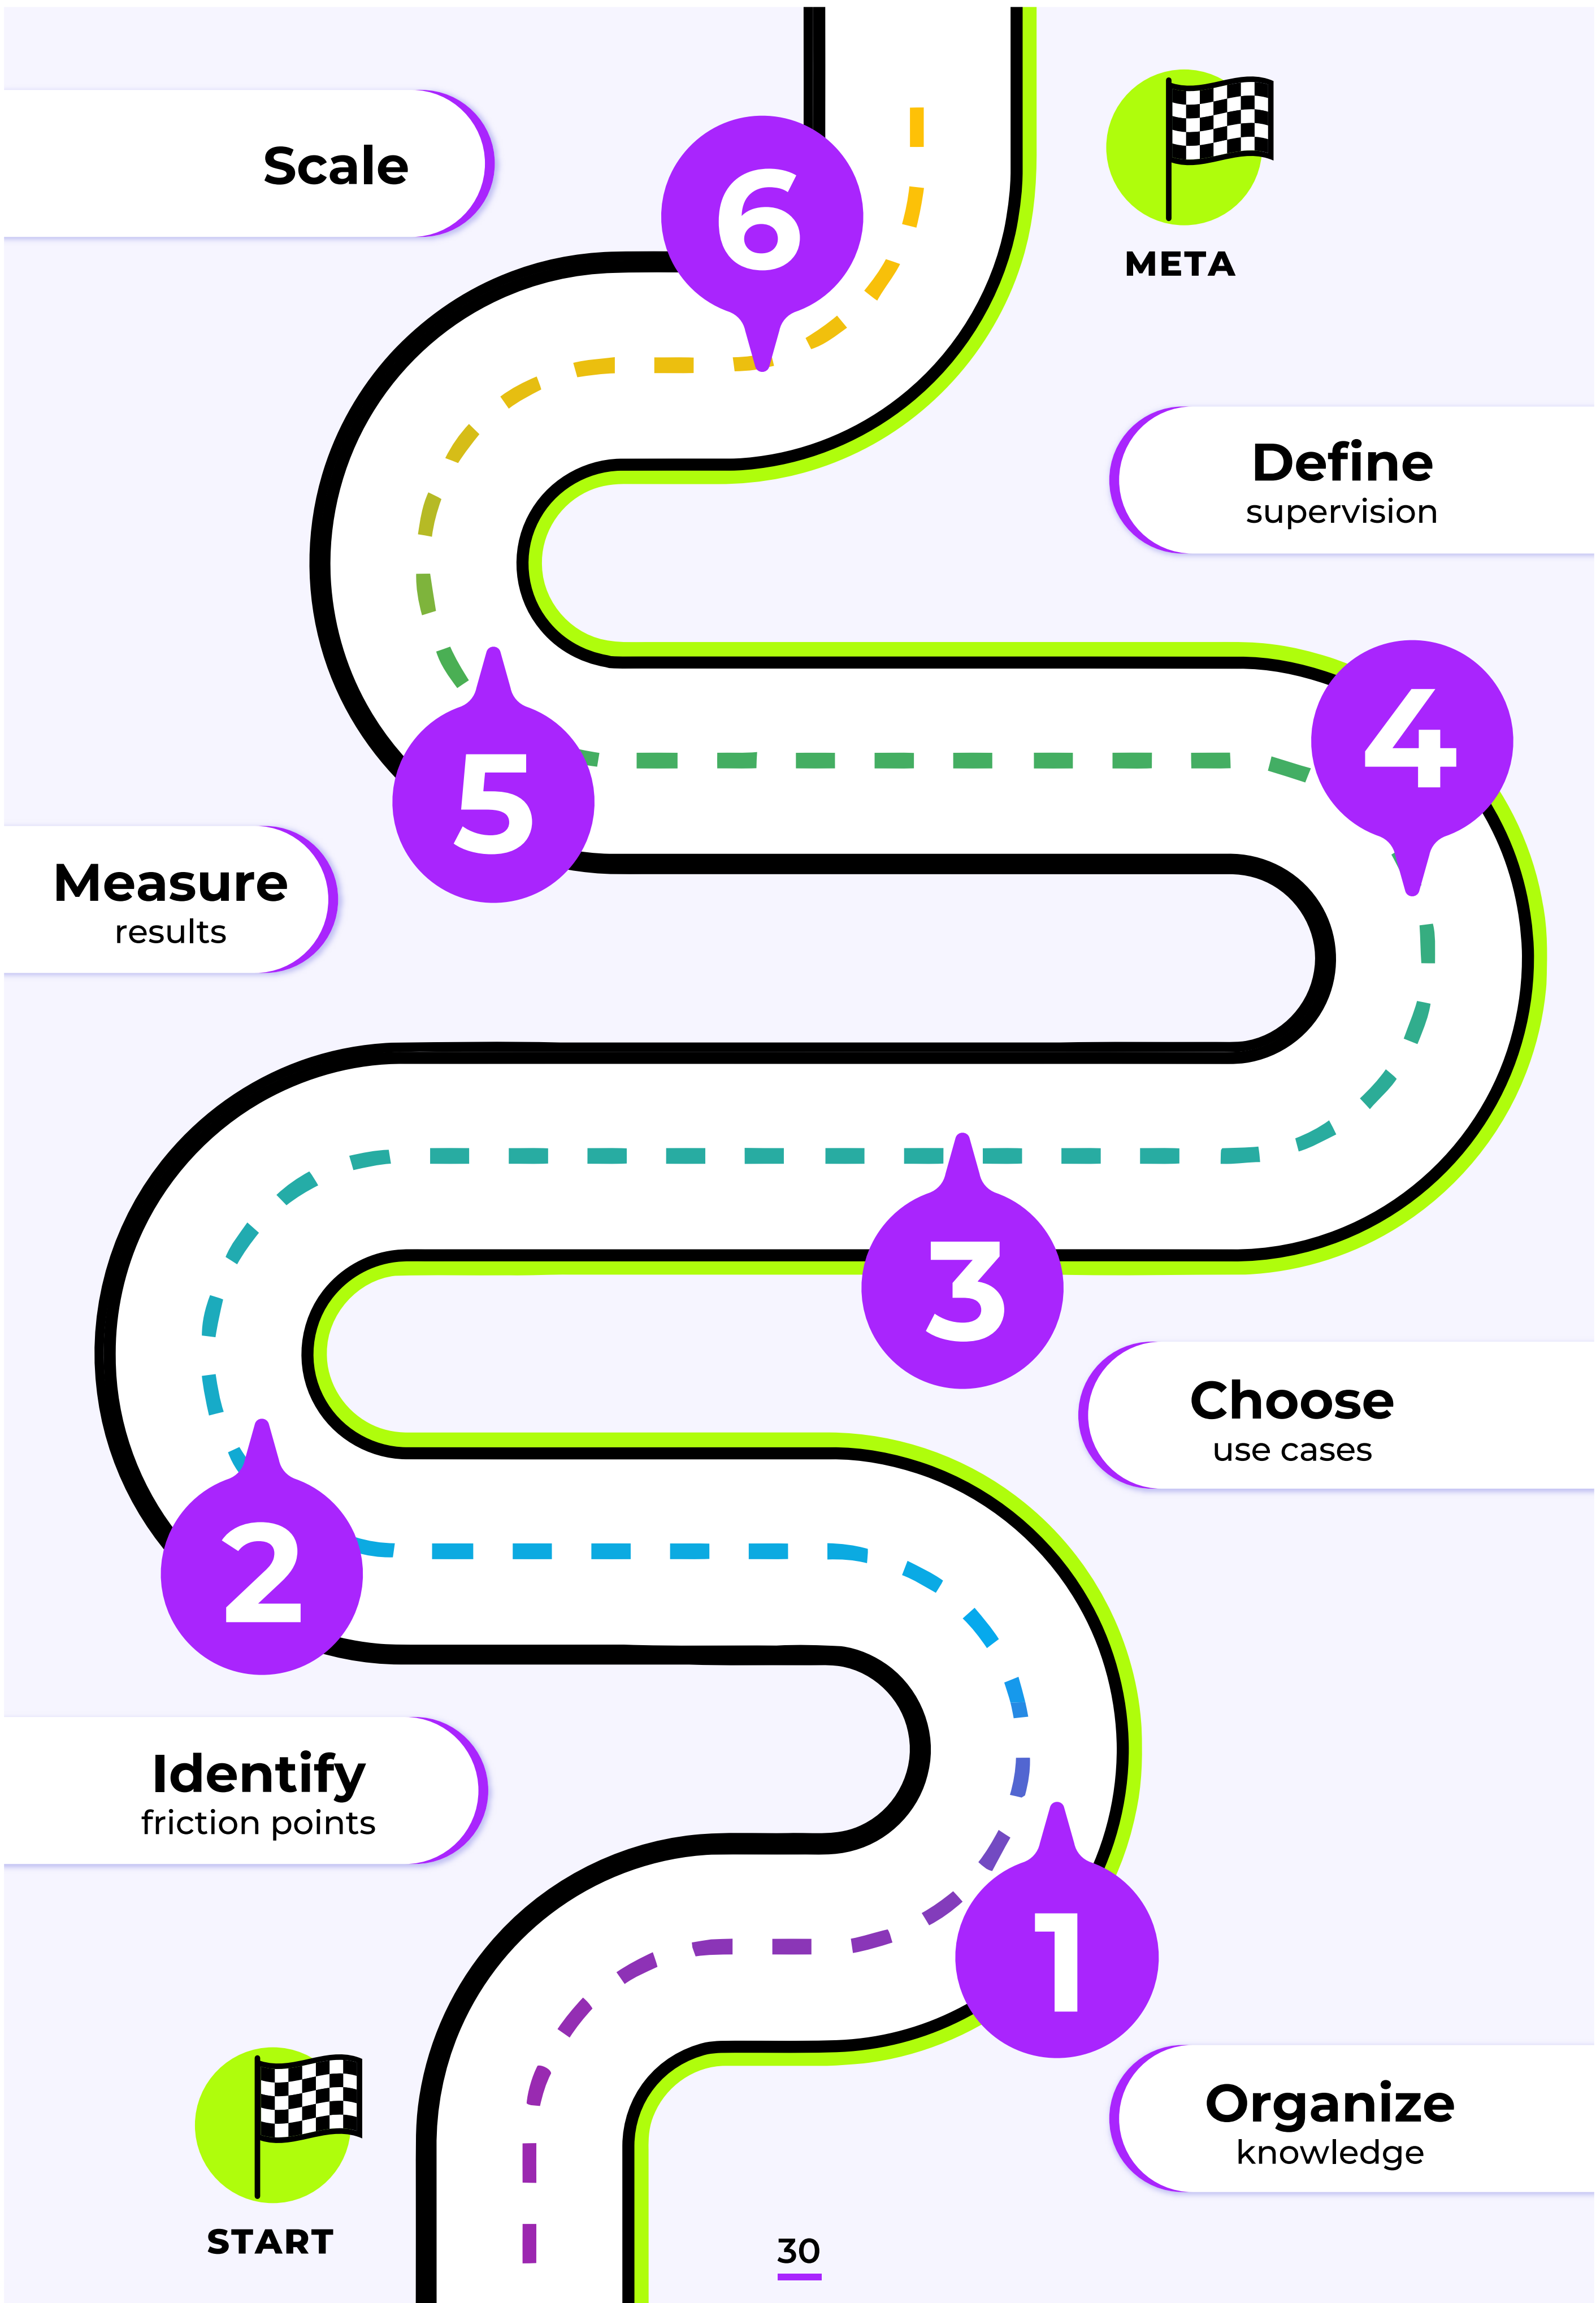 Scale
6
META
Define
supervision
4
5
Measure
results
3
Choose
use cases
2
Identify
friction points
1
Organize
knowledge
START
30